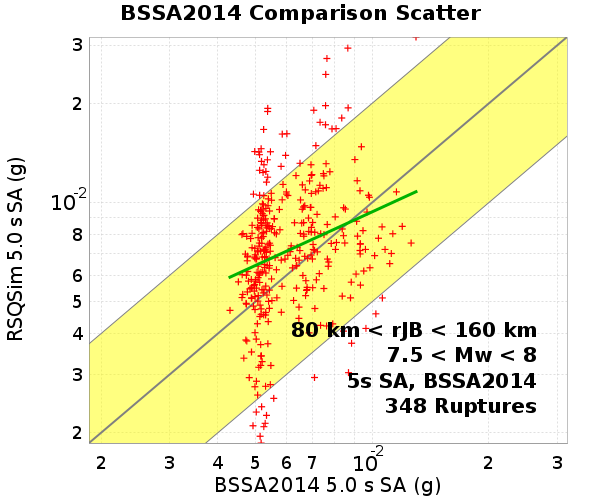 BSSA2014 Comparison Scatter
RSQSim 5.0 s SA (g)
3
2
10-2
8
6
5
4
3
2
80 km < rJB < 160 km
7.5 < Mw < 8
5s SA, BSSA2014
348 Ruptures
2 3 4 5 6 7 10-2 2 3
BSSA2014 5.0 s SA (g)